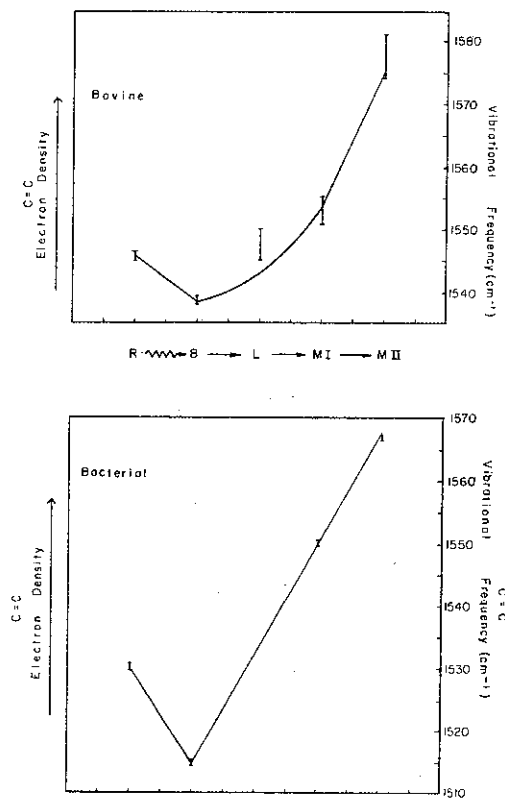 Bovine
C=C
Electron Density
1580
1570
1560
1550
1540
Vibrational Frequency (cm⁻¹)
R B L MI MII
Bacterial
C=C
Electron Density
1570
1560
1550
1540
1530
1520
1510
C=C
Vibrational Frequency (cm⁻¹)